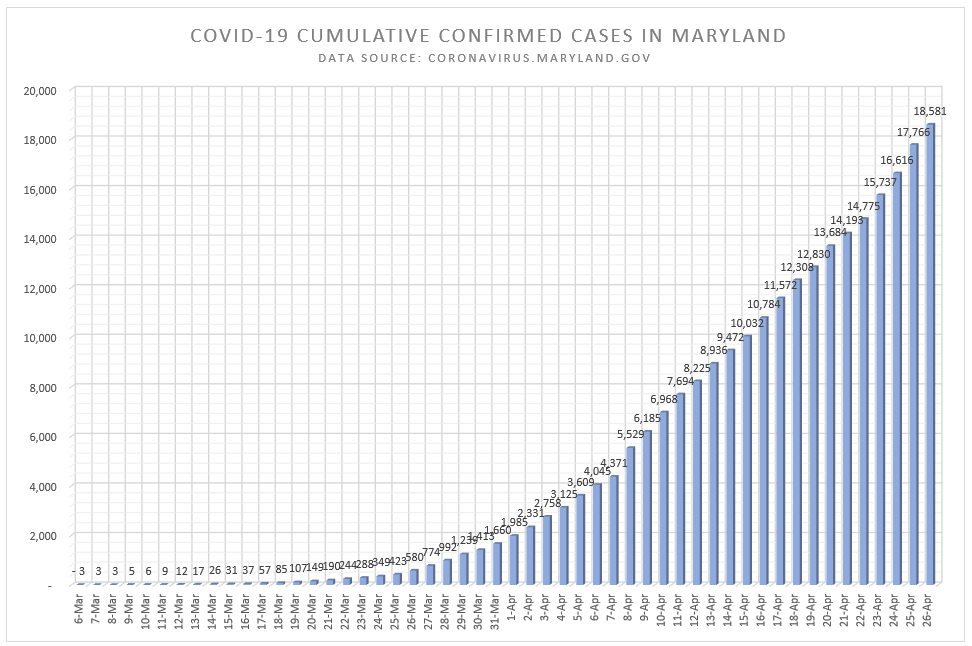 COVID-19 CUMULATIVE CONFIRMED CASES IN MARYLAND
DATA SOURCE: CORONAVIRUS.MARYLAND.GOV
20,000
18,000
16,000
14,000
12,000
10,000
8,000
6,000
4,000
2,000
-
3 3 3 5 6 9 12 17 26 31 37 57 85 107 149 190 244 288 349 423 580 774 992 1,239 1,413 1,660 1,985 2,331 2,758 3,125 3,609 4,045 4,371 5,529 6,185 6,968 7,694 8,225 8,936 9,472 10,032 10,784 11,572 12,308 12,830 13,684 14,193 14,775 15,737 16,616 17,766 18,581
6-Mar 7-Mar 8-Mar 9-Mar 10-Mar 11-Mar 12-Mar 13-Mar 14-Mar 15-Mar 16-Mar 17-Mar 18-Mar 19-Mar 20-Mar 21-Mar 22-Mar 23-Mar 24-Mar 25-Mar 26-Mar 27-Mar 28-Mar 29-Mar 30-Mar 31-Mar 1-Apr 2-Apr 3-Apr 4-Apr 5-Apr 6-Apr 7-Apr 8-Apr 9-Apr 10-Apr 11-Apr 12-Apr 13-Apr 14-Apr 15-Apr 16-Apr 17-Apr 18-Apr 19-Apr 20-Apr 21-Apr 22-Apr 23-Apr 24-Apr 25-Apr 26-Apr